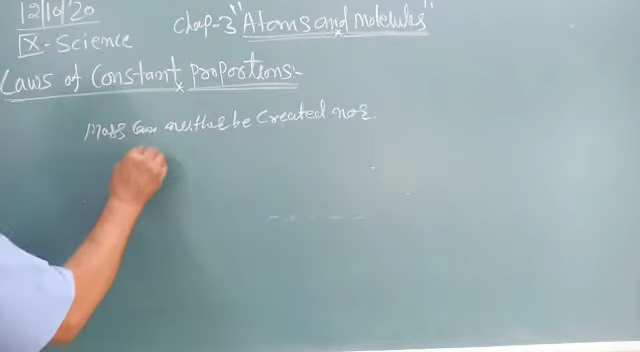 12/10/20
IX - Science
Chap-3 "Atoms and Molecules"
Laws of Constant proportions:-
Mass can neither be Created nor.